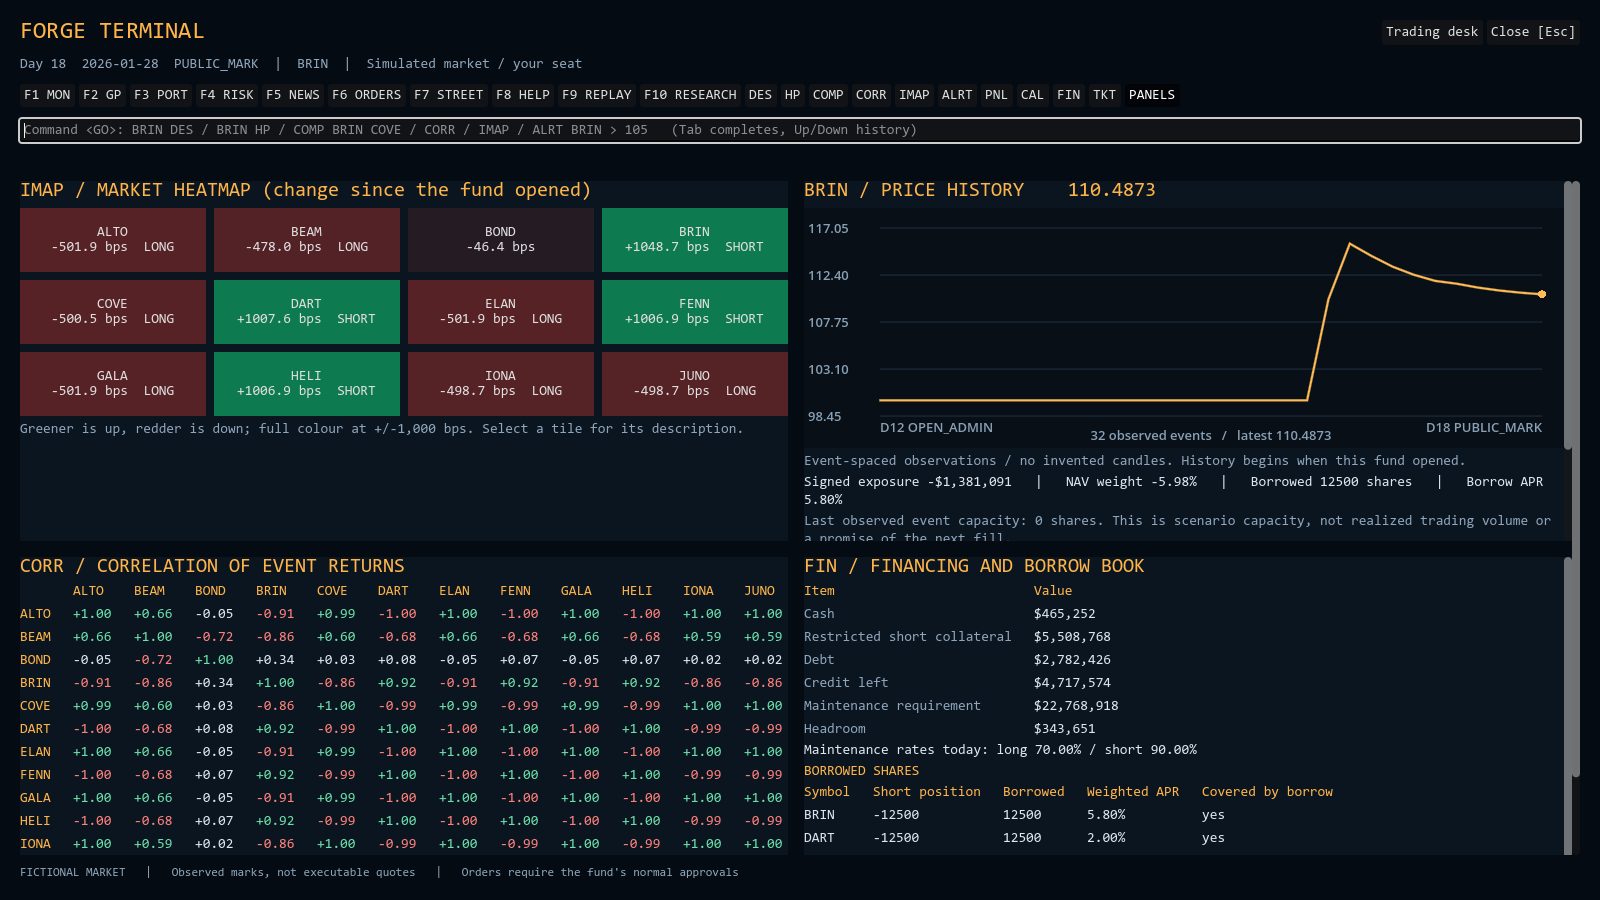 FORGE TERMINAL
Trading desk Close [Esc]
Day 18 2026-01-28 PUBLIC_MARK | BRIN | Simulated market / your seat
F1 MON F2 GP F3 PORT F4 RISK F5 NEWS F6 ORDERS F7 STREET F8 HELP F9 REPLAY F10 RESEARCH DES HP COMP CORR IMAP ALRT PNL CAL FIN TKT PANELS
Command <GO>: BRIN DES / BRIN HP / COMP BRIN COVE / CORR / IMAP / ALRT BRIN > 105 (Tab completes, Up/Down history)
IMAP / MARKET HEATMAP (change since the fund opened)
ALTO
-501.9 bps LONG
BEAM
-478.0 bps LONG
BOND
-46.4 bps
BRIN
+1048.7 bps SHORT
COVE
-500.5 bps LONG
DART
+1007.6 bps SHORT
ELAN
-501.9 bps LONG
FENN
+1006.9 bps SHORT
GALA
-501.9 bps LONG
HELI
+1006.9 bps SHORT
IONA
-498.7 bps LONG
JUNO
-498.7 bps LONG
Greener is up, redder is down; full colour at +/-1,000 bps. Select a tile for its description.
BRIN / PRICE HISTORY 110.4873
117.05
112.40
107.75
103.10
98.45
D12 OPEN_ADMIN
32 observed events / latest 110.4873
D18 PUBLIC_MARK
Event-spaced observations / no invented candles. History begins when this fund opened.
Signed exposure -$1,381,091 | NAV weight -5.98% | Borrowed 12500 shares | Borrow APR
5.80%
Last observed event capacity: 0 shares. This is scenario capacity, not realized trading volume or
a promise of the next fill.
CORR / CORRELATION OF EVENT RETURNS
ALTO BEAM BOND BRIN COVE DART ELAN FENN GALA HELI IONA JUNO
ALTO +1.00 +0.66 -0.05 -0.91 +0.99 -1.00 +1.00 -1.00 +1.00 -1.00 +1.00 +1.00
BEAM +0.66 +1.00 -0.72 -0.86 +0.60 -0.68 +0.66 -0.68 +0.66 -0.68 +0.59 +0.59
BOND -0.05 -0.72 +1.00 +0.34 +0.03 +0.08 -0.05 +0.07 -0.05 +0.07 +0.02 +0.02
BRIN -0.91 -0.86 +0.34 +1.00 -0.86 +0.92 -0.91 +0.92 -0.91 +0.92 -0.86 -0.86
COVE +0.99 +0.60 +0.03 -0.86 +1.00 -0.99 +0.99 -0.99 +0.99 -0.99 +1.00 +1.00
DART -1.00 -0.68 +0.08 +0.92 -0.99 +1.00 -1.00 +1.00 -1.00 +1.00 -0.99 -0.99
ELAN +1.00 +0.66 -0.05 -0.91 +0.99 -1.00 +1.00 -1.00 +1.00 -1.00 +1.00 +1.00
FENN -1.00 -0.68 +0.07 +0.92 -0.99 +1.00 -1.00 +1.00 -1.00 +1.00 -0.99 -0.99
GALA +1.00 +0.66 -0.05 -0.91 +0.99 -1.00 +1.00 -1.00 +1.00 -1.00 +1.00 +1.00
HELI -1.00 -0.68 +0.07 +0.92 -0.99 +1.00 -1.00 +1.00 -1.00 +1.00 -0.99 -0.99
IONA +1.00 +0.59 +0.02 -0.86 +1.00 -0.99 +1.00 -0.99 +1.00 -0.99 +1.00 +1.00
FIN / FINANCING AND BORROW BOOK
Item Value
Cash $465,252
Restricted short collateral $5,508,768
Debt $2,782,426
Credit left $4,717,574
Maintenance requirement $22,768,918
Headroom $343,651
Maintenance rates today: long 70.00% / short 90.00%
BORROWED SHARES
Symbol Short position Borrowed Weighted APR Covered by borrow
BRIN -12500 12500 5.80% yes
DART -12500 12500 2.00% yes
FICTIONAL MARKET | Observed marks, not executable quotes | Orders require the fund's normal approvals